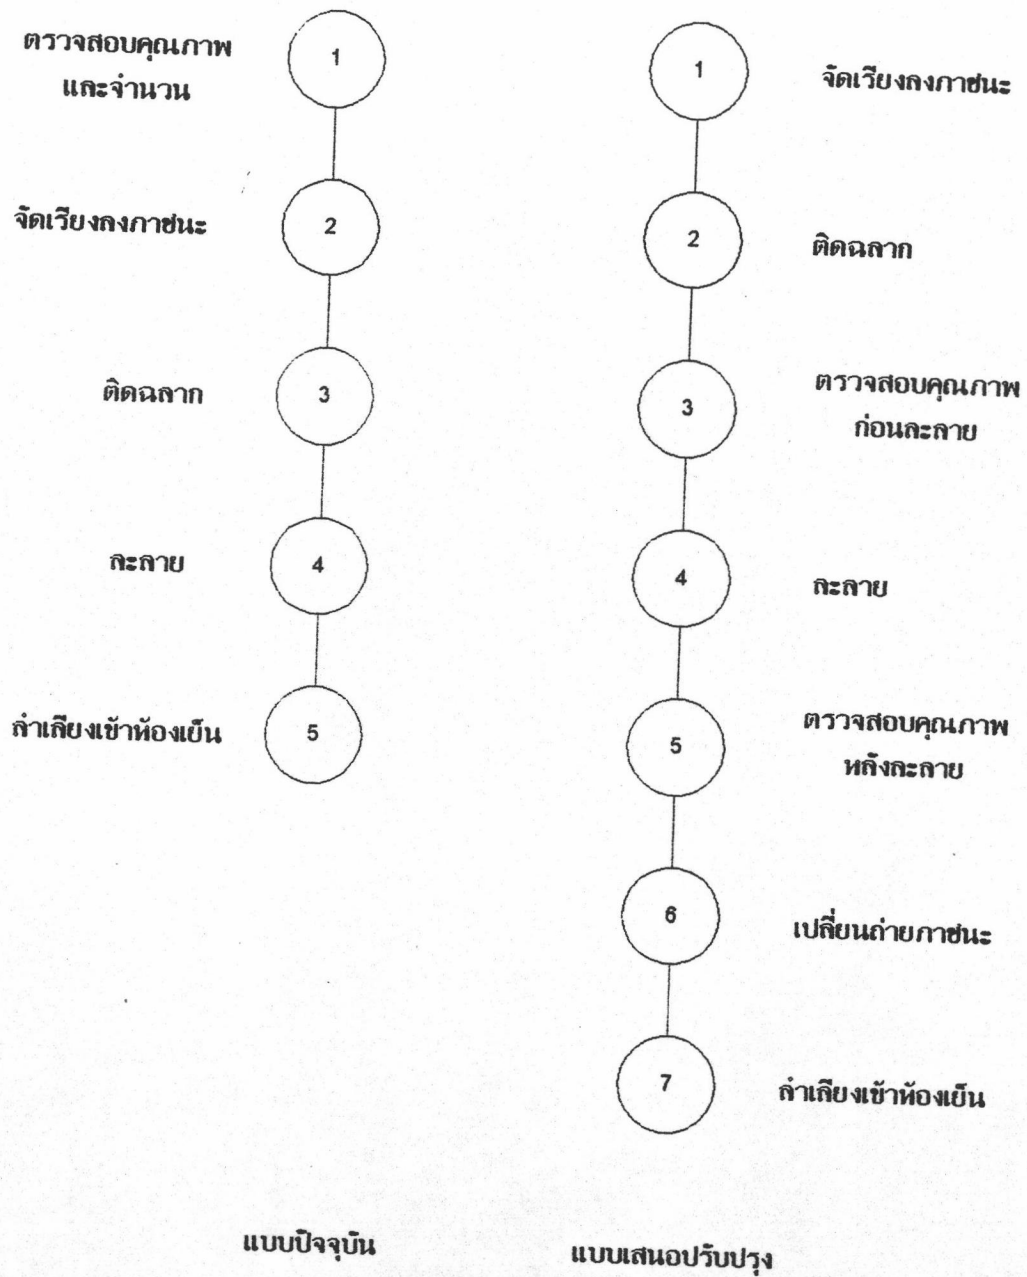 ตรวจสอบคุณภาพ
และจำนวน
1
จัดเรียงลงภาชนะ
2
ติดฉลาก
3
ละลาย
4
ลำเลียงเข้าห้องเย็น
5
แบบปัจจุบัน
1
จัดเรียงลงภาชนะ
2
ติดฉลาก
3
ตรวจสอบคุณภาพ
ก่อนละลาย
4
ละลาย
5
ตรวจสอบคุณภาพ
หลังละลาย
6
เปลี่ยนถ่ายภาชนะ
7
ลำเลียงเข้าห้องเย็น
แบบเสนอปรับปรุง